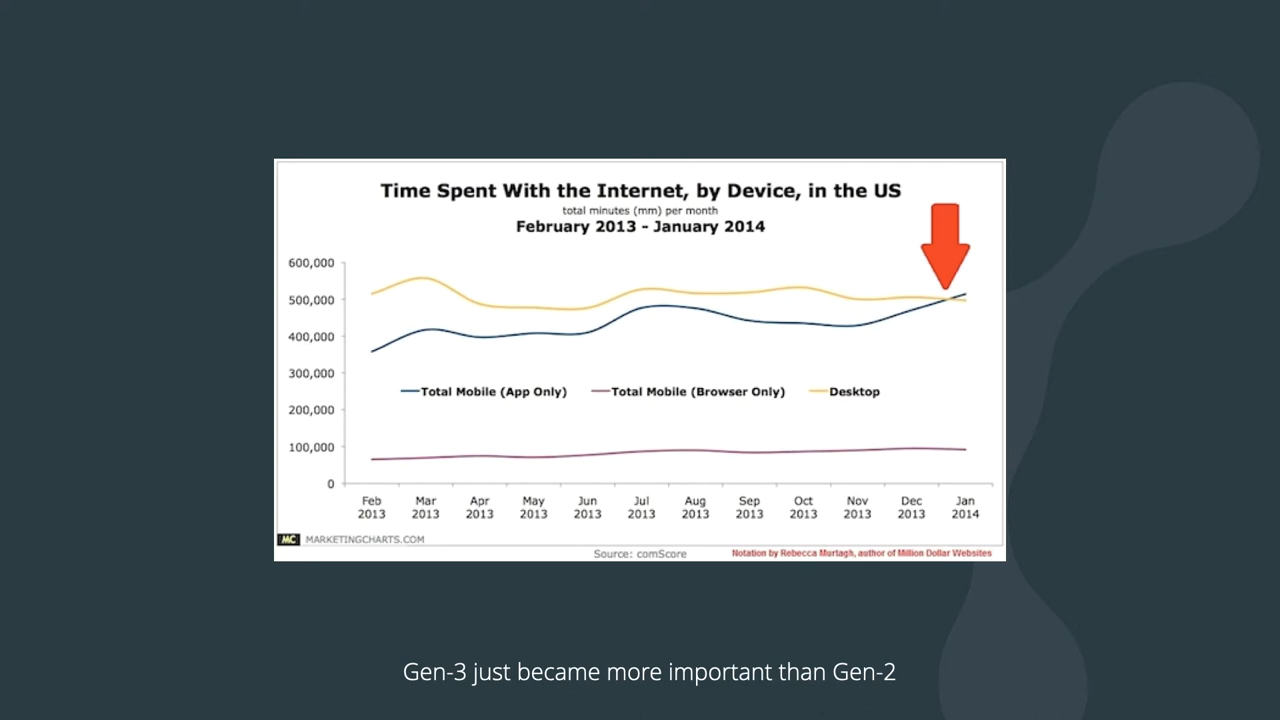 Time Spent With the Internet, by Device, in the US
total minutes (mm) per month
February 2013 - January 2014
600,000
500,000
400,000
300,000
200,000
100,000
0
Total Mobile (App Only) Total Mobile (Browser Only) Desktop
Feb Mar Apr May Jun Jul Aug Sep Oct Nov Dec Jan
2013 2013 2013 2013 2013 2013 2013 2013 2013 2013 2013 2014
MC MARKETINGCHARTS.COM
Source: comScore Notation by Rebecca Murtagh, author of Million Dollar Websites
Gen-3 just became more important than Gen-2